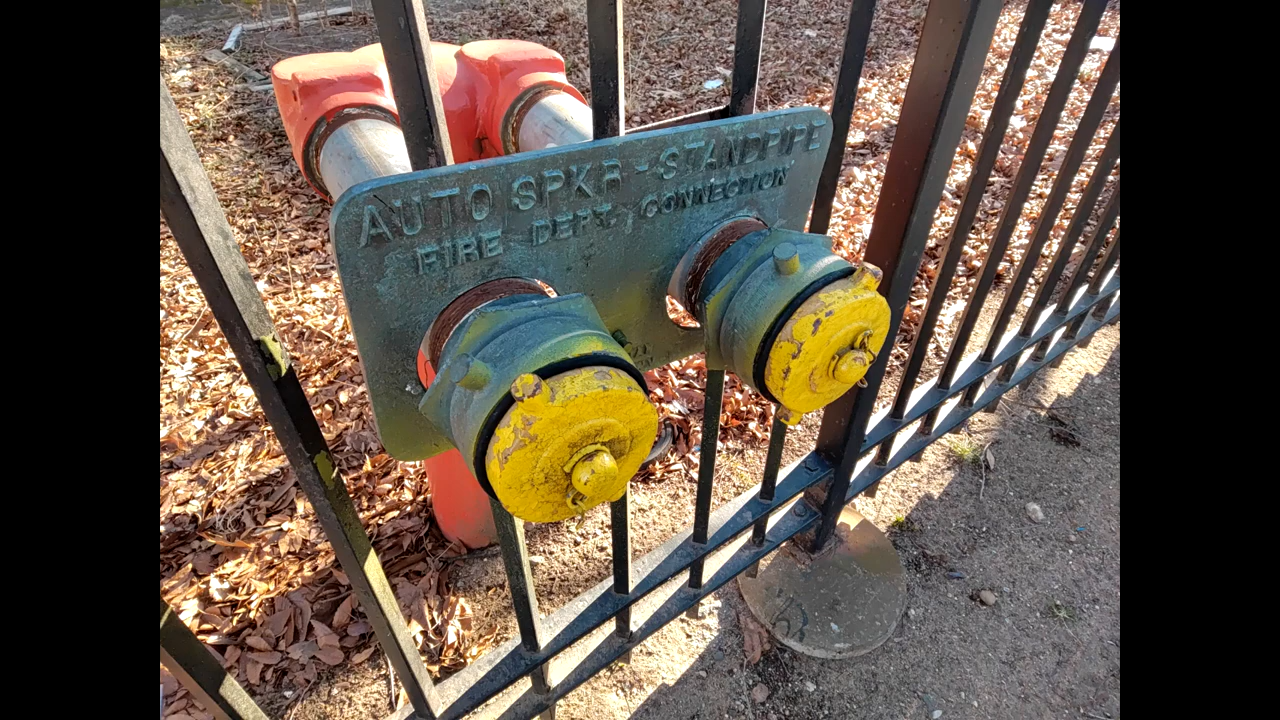 AUTO SPKR - STANDPIPE
FIRE DEPT. CONNECTION